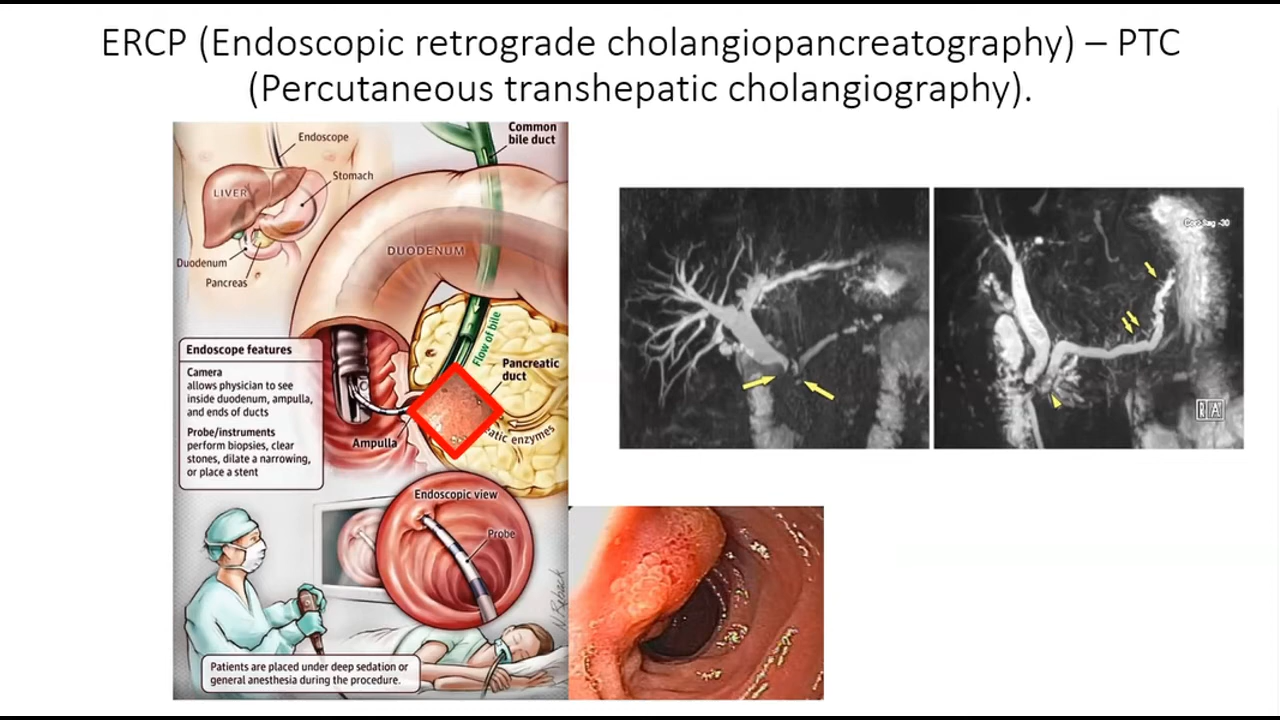 ERCP (Endoscopic retrograde cholangiopancreatography) – PTC
(Percutaneous transhepatic cholangiography).
Endoscope
Stomach
LIVER
Duodenum
Pancreas
Common
bile duct
DUODENUM
Flow of bile
Pancreatic
duct
atic enzymes
Ampulla
Endoscope features
Camera
allows physician to see
inside duodenum, ampulla,
and ends of ducts
Probe/instruments
perform biopsies, clear
stones, dilate a narrowing,
or place a stent
Endoscopic view
Probe
Patients are placed under deep sedation or
general anesthesia during the procedure.
-30
R A